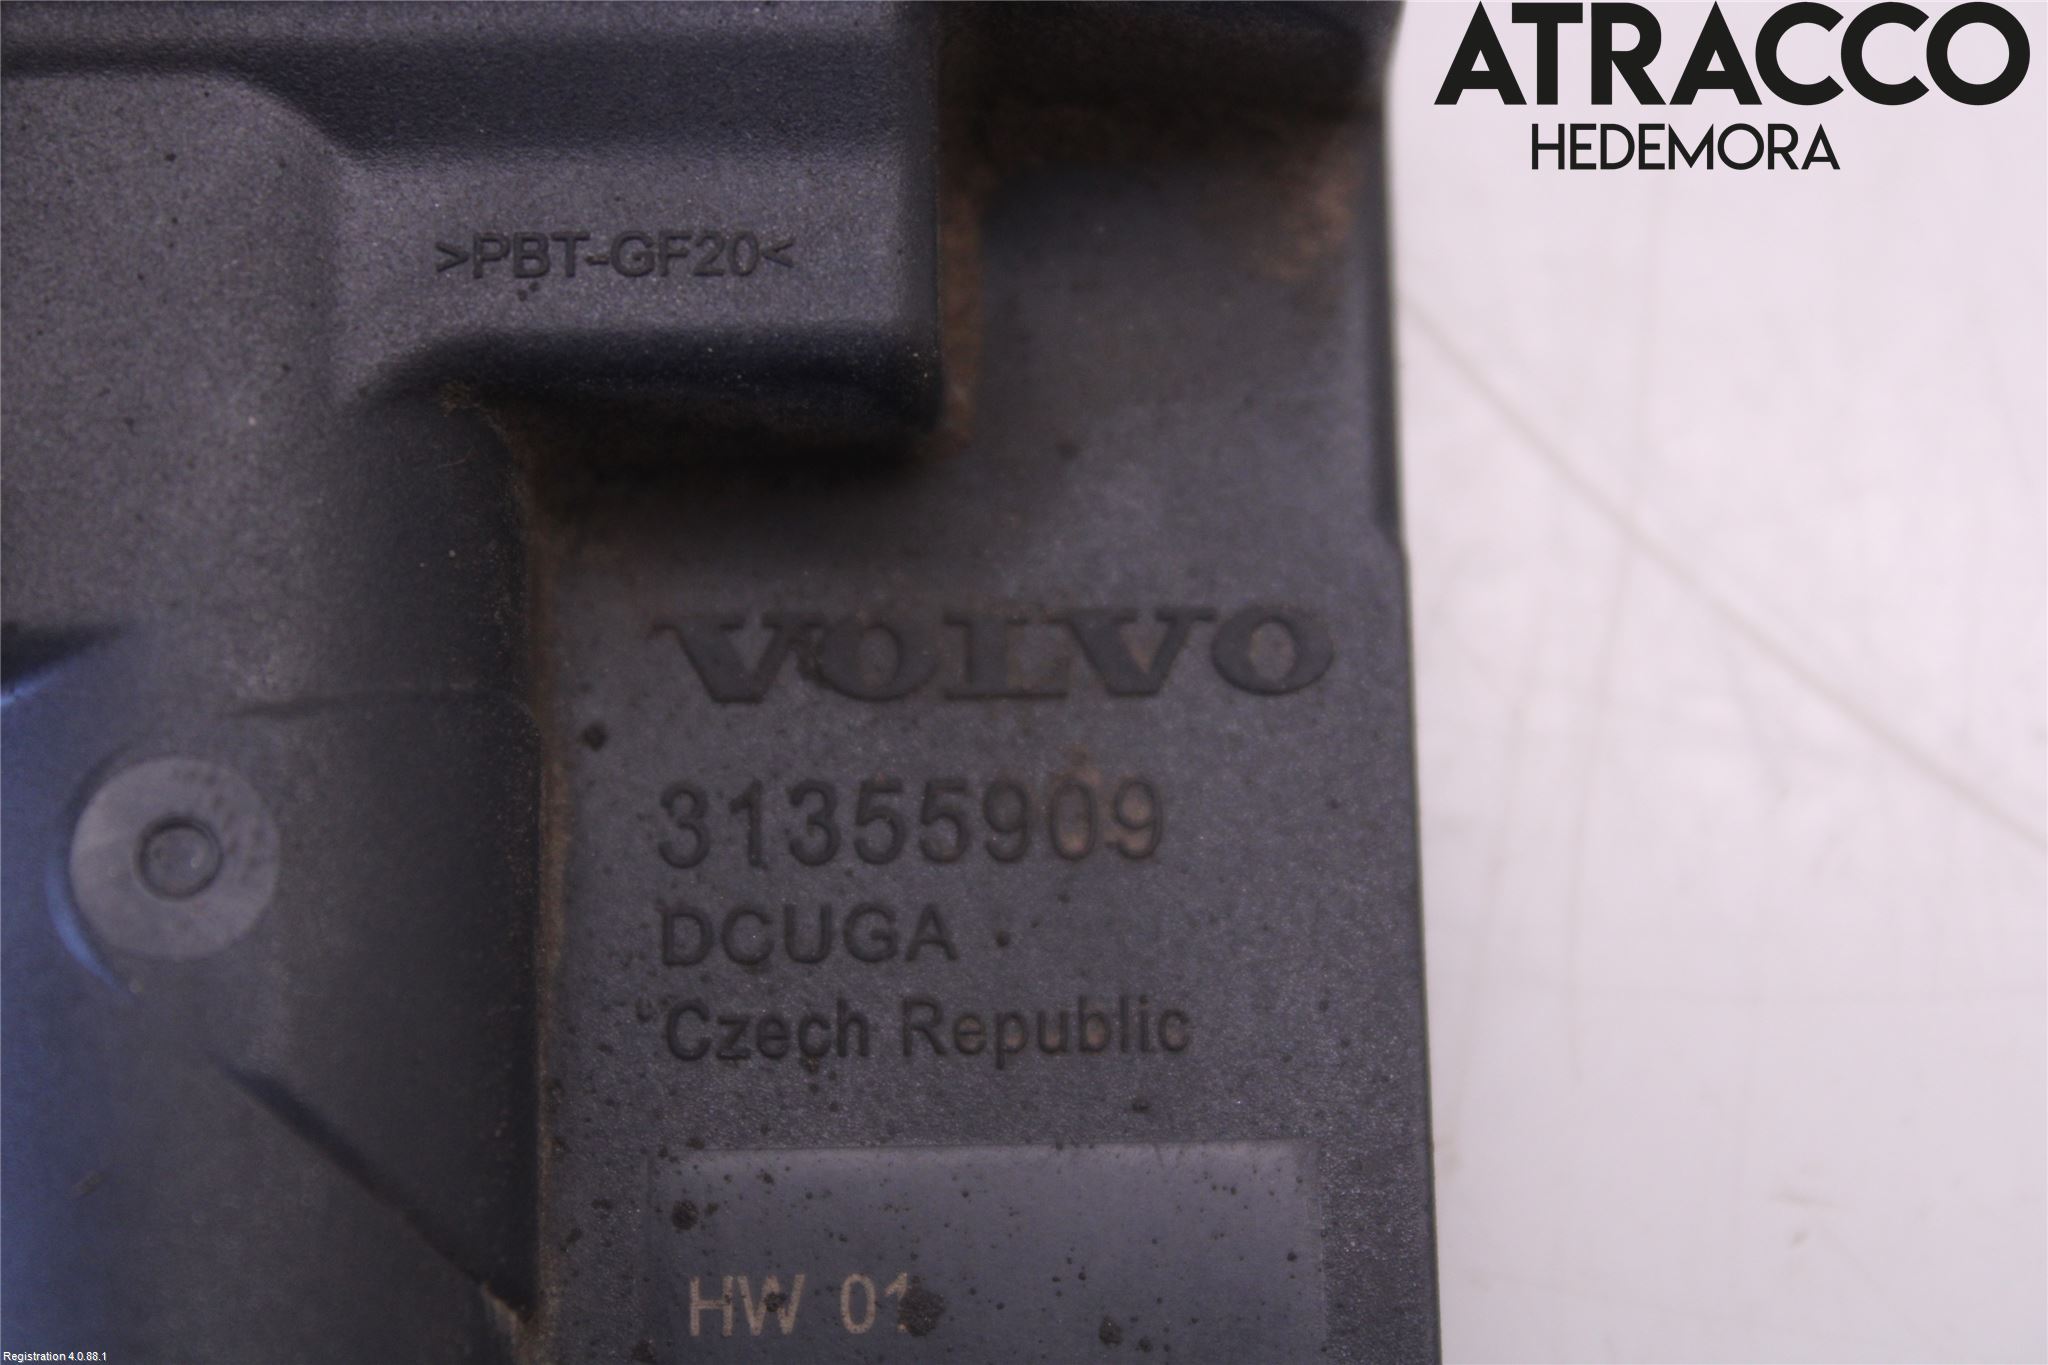 ATRACCO
HEDEMORA
>PBT-GF20<
VOLVO
31355909
DCUGA
Czech Republic
HW 01
Registration 4.0.88.1